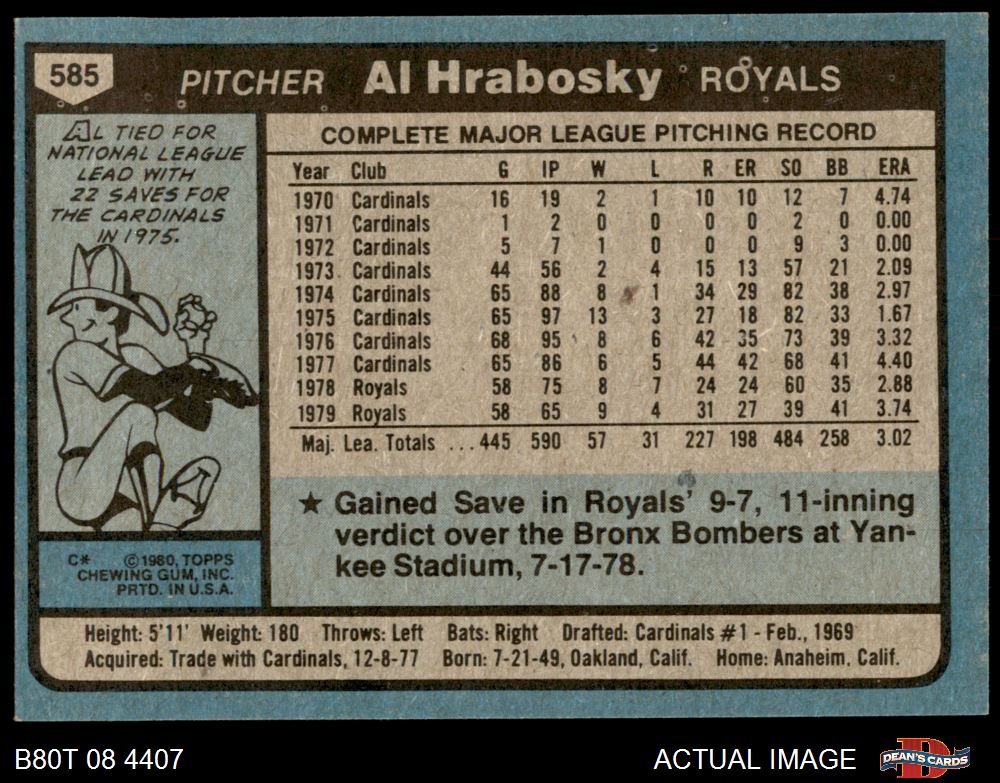 585
PITCHER Al Hrabosky ROYALS
AL TIED FOR
NATIONAL LEAGUE
LEAD WITH
22 SAVES FOR
THE CARDINALS
IN 1975.
COMPLETE MAJOR LEAGUE PITCHING RECORD
Year Club G IP W L R ER SO BB ERA
1970 Cardinals 16 19 2 1 10 10 12 7 4.74
1971 Cardinals 1 2 0 0 0 0 2 0 0.00
1972 Cardinals 5 7 1 0 0 0 9 3 0.00
1973 Cardinals 44 56 2 4 15 13 57 21 2.09
1974 Cardinals 65 88 8 1 34 29 82 38 2.97
1975 Cardinals 65 97 13 3 27 18 82 33 1.67
1976 Cardinals 68 95 8 6 42 35 73 39 3.32
1977 Cardinals 65 86 6 5 44 42 68 41 4.40
1978 Royals 58 75 8 7 24 24 60 35 2.88
1979 Royals 58 65 9 4 31 27 39 41 3.74
Maj. Lea. Totals ... 445 590 57 31 227 198 484 258 3.02
★ Gained Save in Royals' 9-7, 11-inning
verdict over the Bronx Bombers at Yan-
kee Stadium, 7-17-78.
C* ©1980, TOPPS
CHEWING GUM, INC.
PRTD. IN U.S.A.
Height: 5'11' Weight: 180 Throws: Left Bats: Right Drafted: Cardinals #1 - Feb., 1969
Acquired: Trade with Cardinals, 12-8-77 Born: 7-21-49, Oakland, Calif. Home: Anaheim, Calif.
B80T 08 4407
ACTUAL IMAGE
DEAN'S CARDS